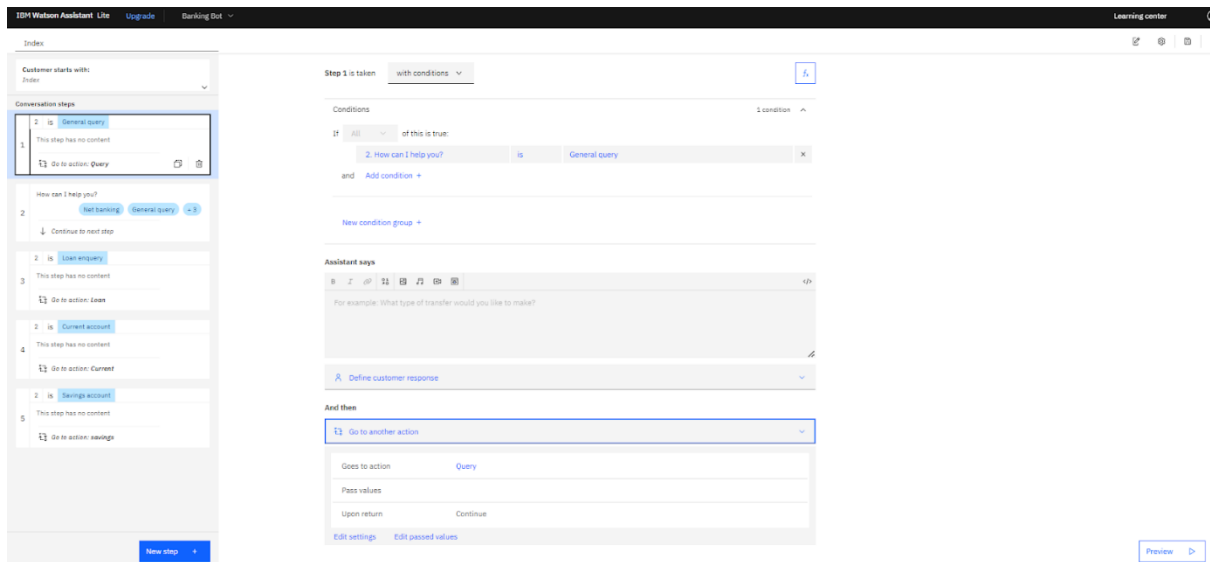 IBM Watson Assistant Lite Upgrade Banking Bot Learning center
Index
Customer starts with:
Index
Conversation steps
2 is General query
This step has no content
1
Go to action: Query
How can I help you?
Net banking General query + 3
2
Continue to next step
2 is Loan enquery
This step has no content
3
Go to action: Loan
2 is Current account
This step has no content
4
Go to action: Current
2 is Savings account
This step has no content
5
Go to action: savings
New step +
Step 1 is taken with conditions fx
Conditions 1 condition
If All of this is true:
2. How can I help you? is General query ×
and Add condition +
New condition group +
Assistant says
B I </>
For example: What type of transfer would you like to make?
Define customer response
And then
Go to another action
Goes to action Query
Pass values
Upon return Continue
Edit settings Edit passed values
Preview